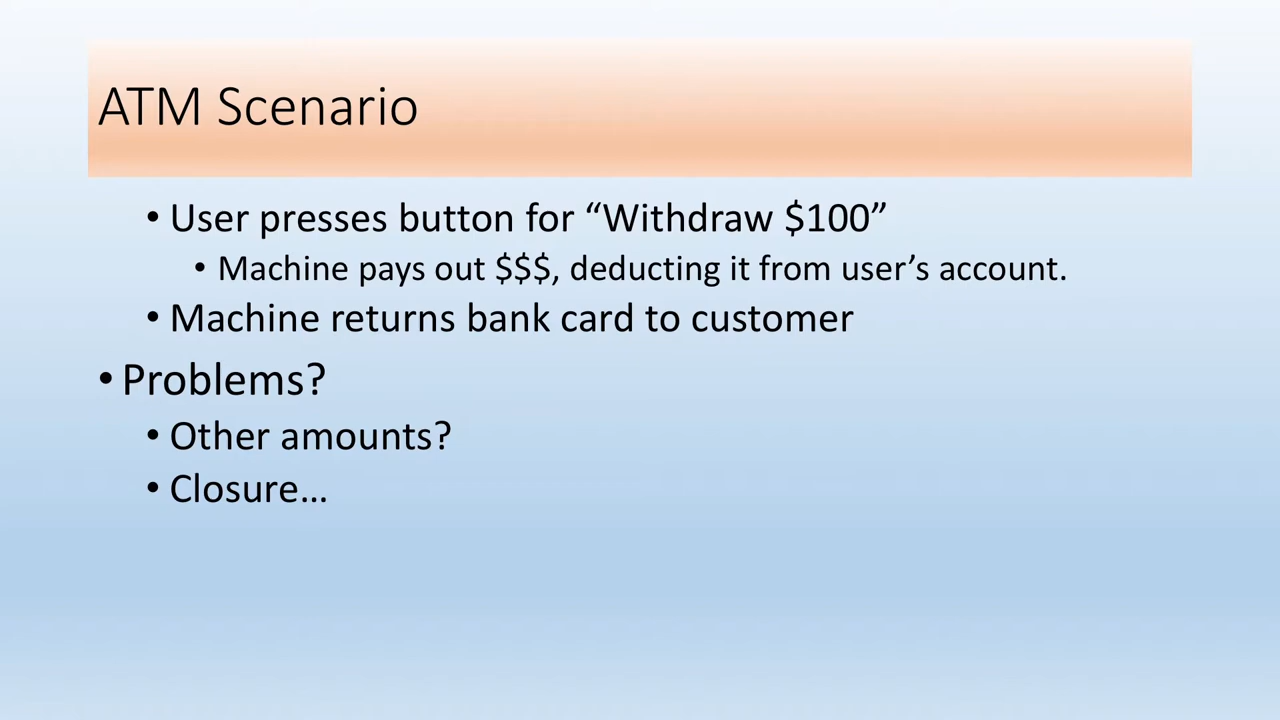 ATM Scenario
• User presses button for “Withdraw $100”
• Machine pays out $$$, deducting it from user’s account.
• Machine returns bank card to customer
• Problems?
• Other amounts?
• Closure…